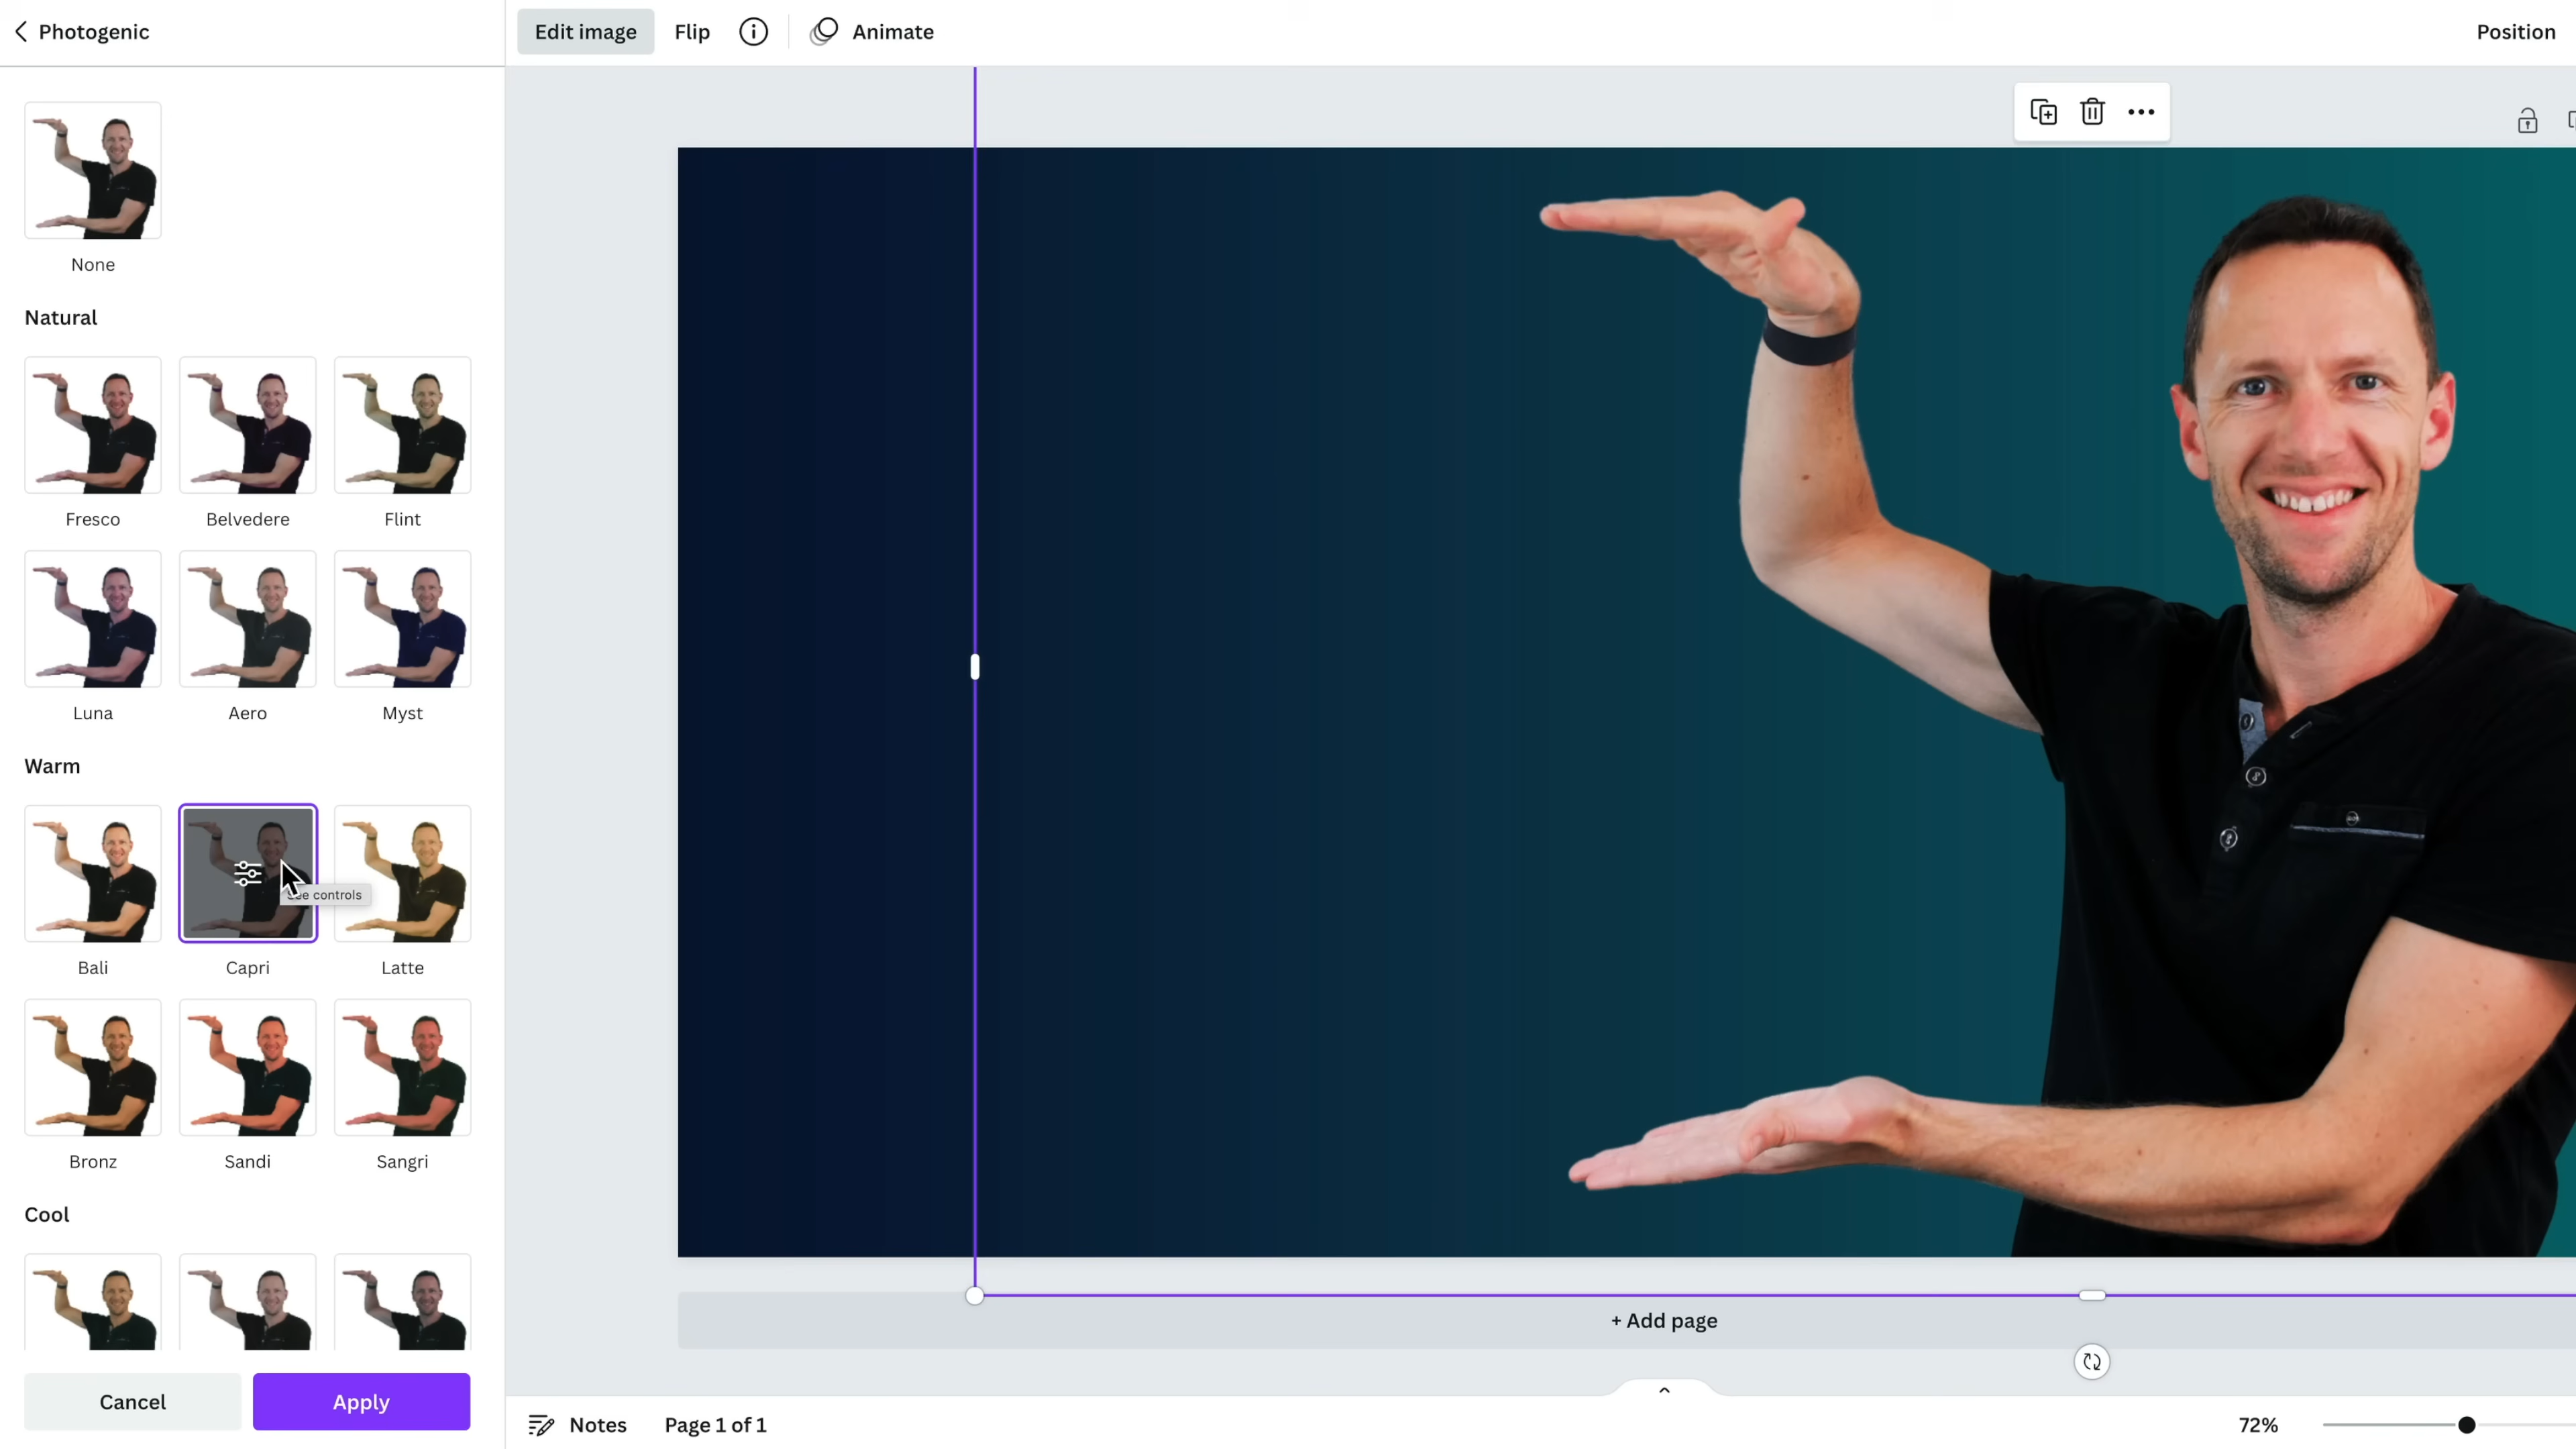 Photogenic
Edit image
Flip
Animate
Position
None
Natural
Fresco
Belvedere
Flint
Luna
Aero
Myst
Warm
controls
Bali
Capri
Latte
Bronz
Sandi
Sangri
Cool
+ Add page
Cancel
Apply
Notes
Page 1 of 1
72%